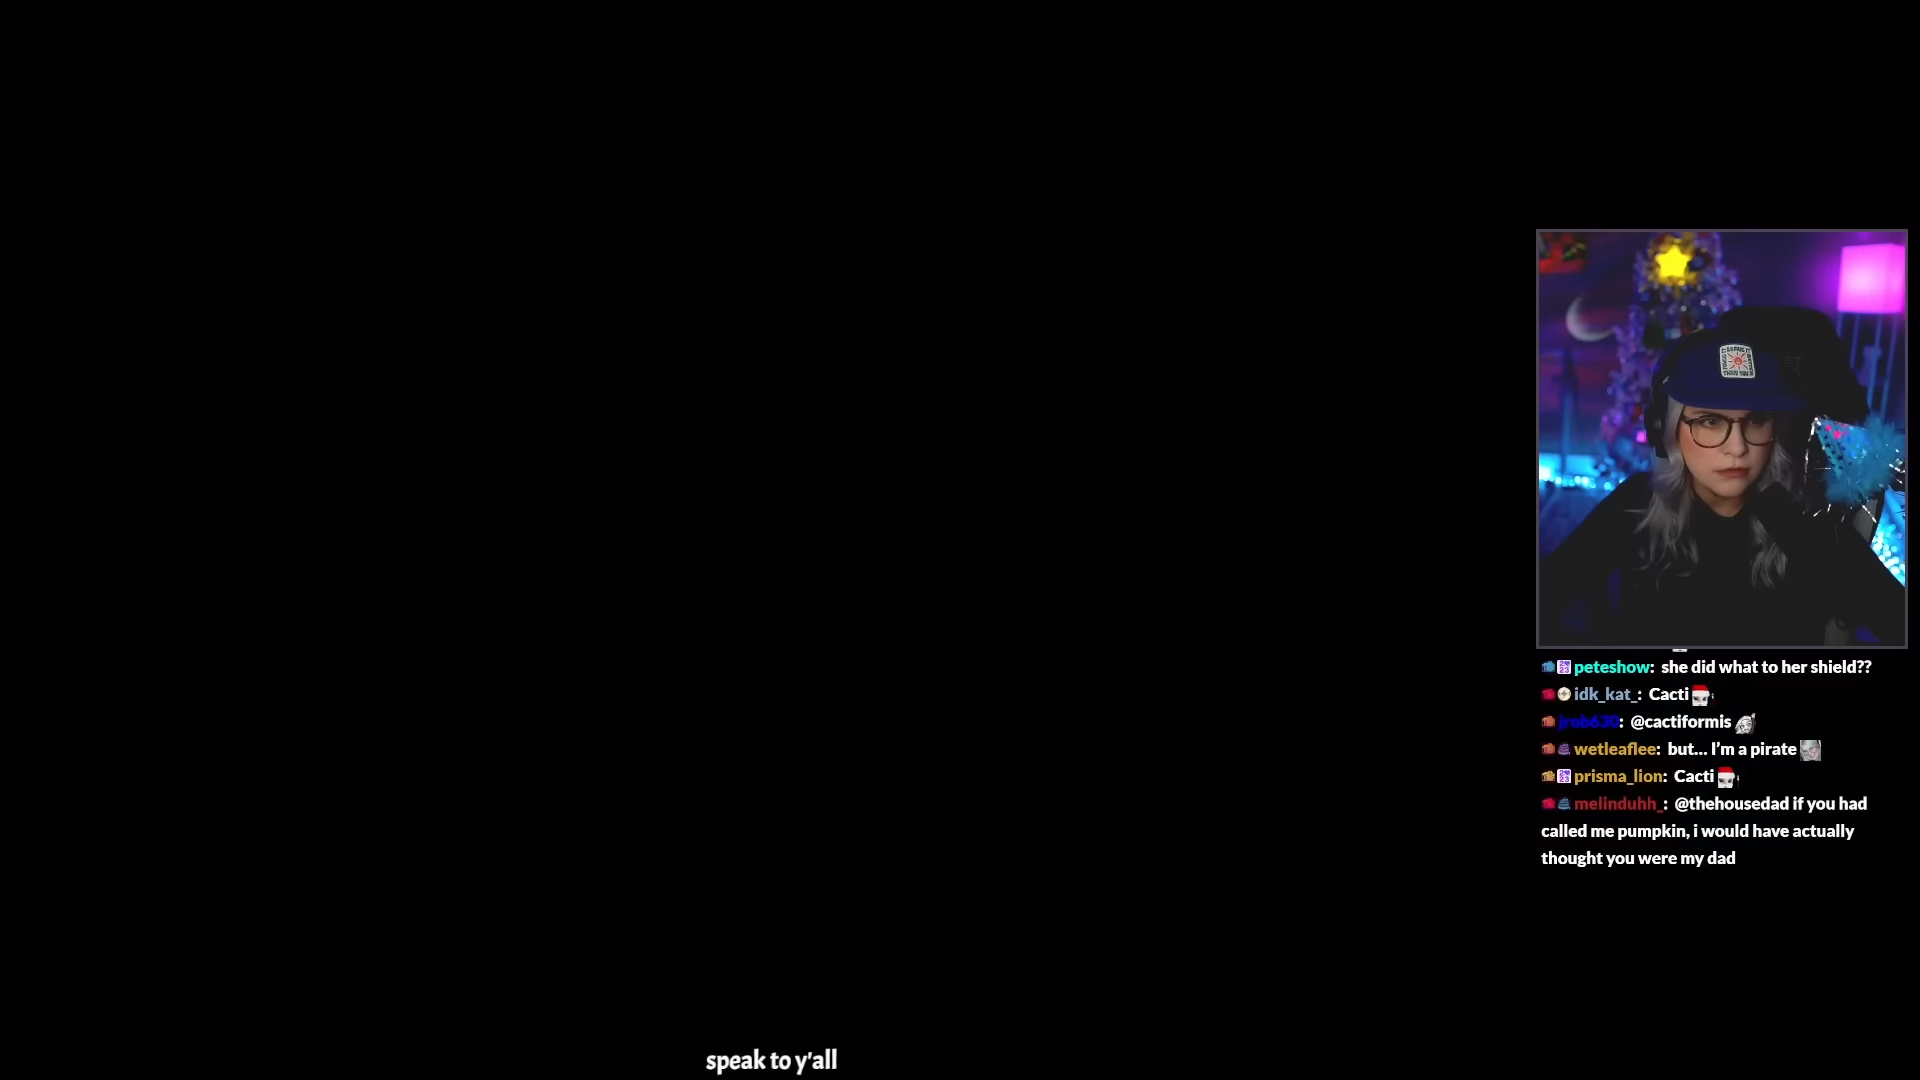 peteshow: she did what to her shield??
idk_kat_: Cacti
jrob630: @cactiformis
wetleaflee: but... I'm a pirate
prisma_lion: Cacti
melinduhh_: @thehousedad if you had
called me pumpkin, i would have actually
thought you were my dad
speak to y'all